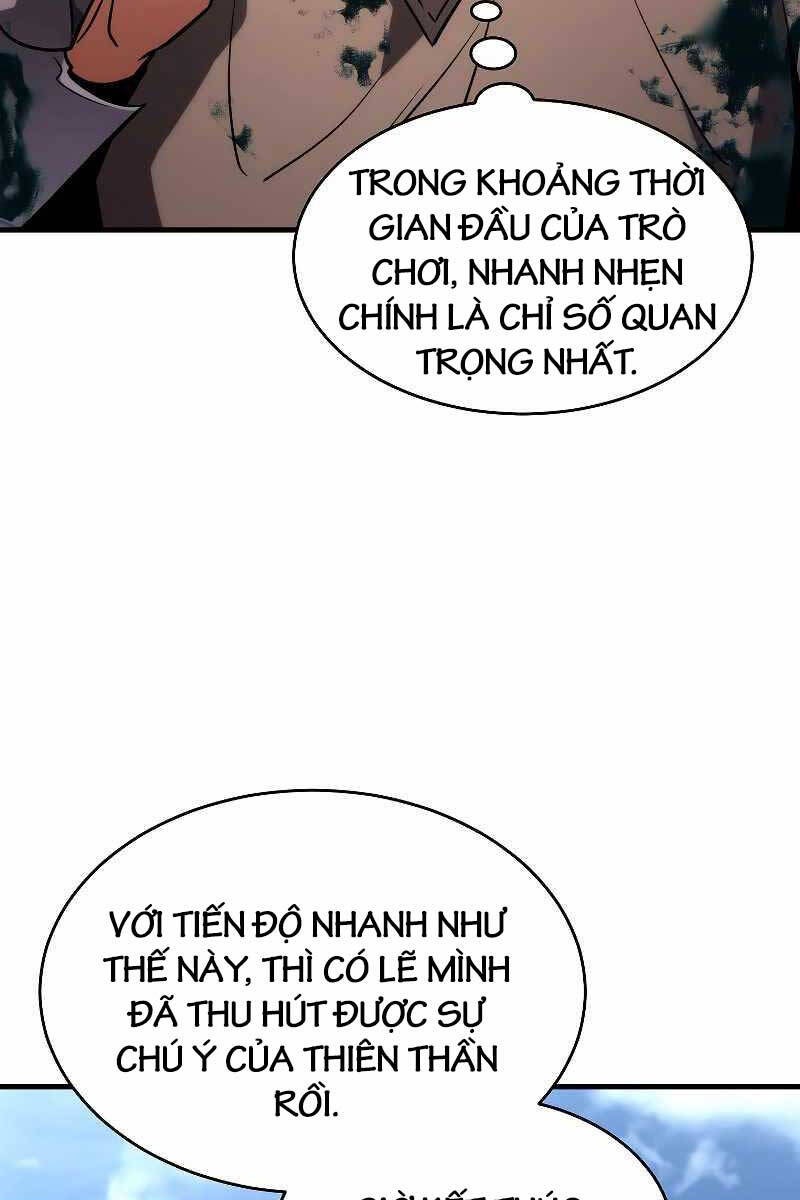 TRONG KHOẢNG THỜI
GIAN ĐẦU CỦA TRÒ
CHƠI, NHANH NHẸN
CHÍNH LÀ CHỈ SỐ QUAN
TRỌNG NHẤT.
VỚI TIẾN ĐỘ NHANH NHƯ
THẾ NÀY, THÌ CÓ LẼ MÌNH
ĐÃ THU HÚT ĐƯỢC SỰ
CHÚ Ý CỦA THIÊN THẦN
RỒI.